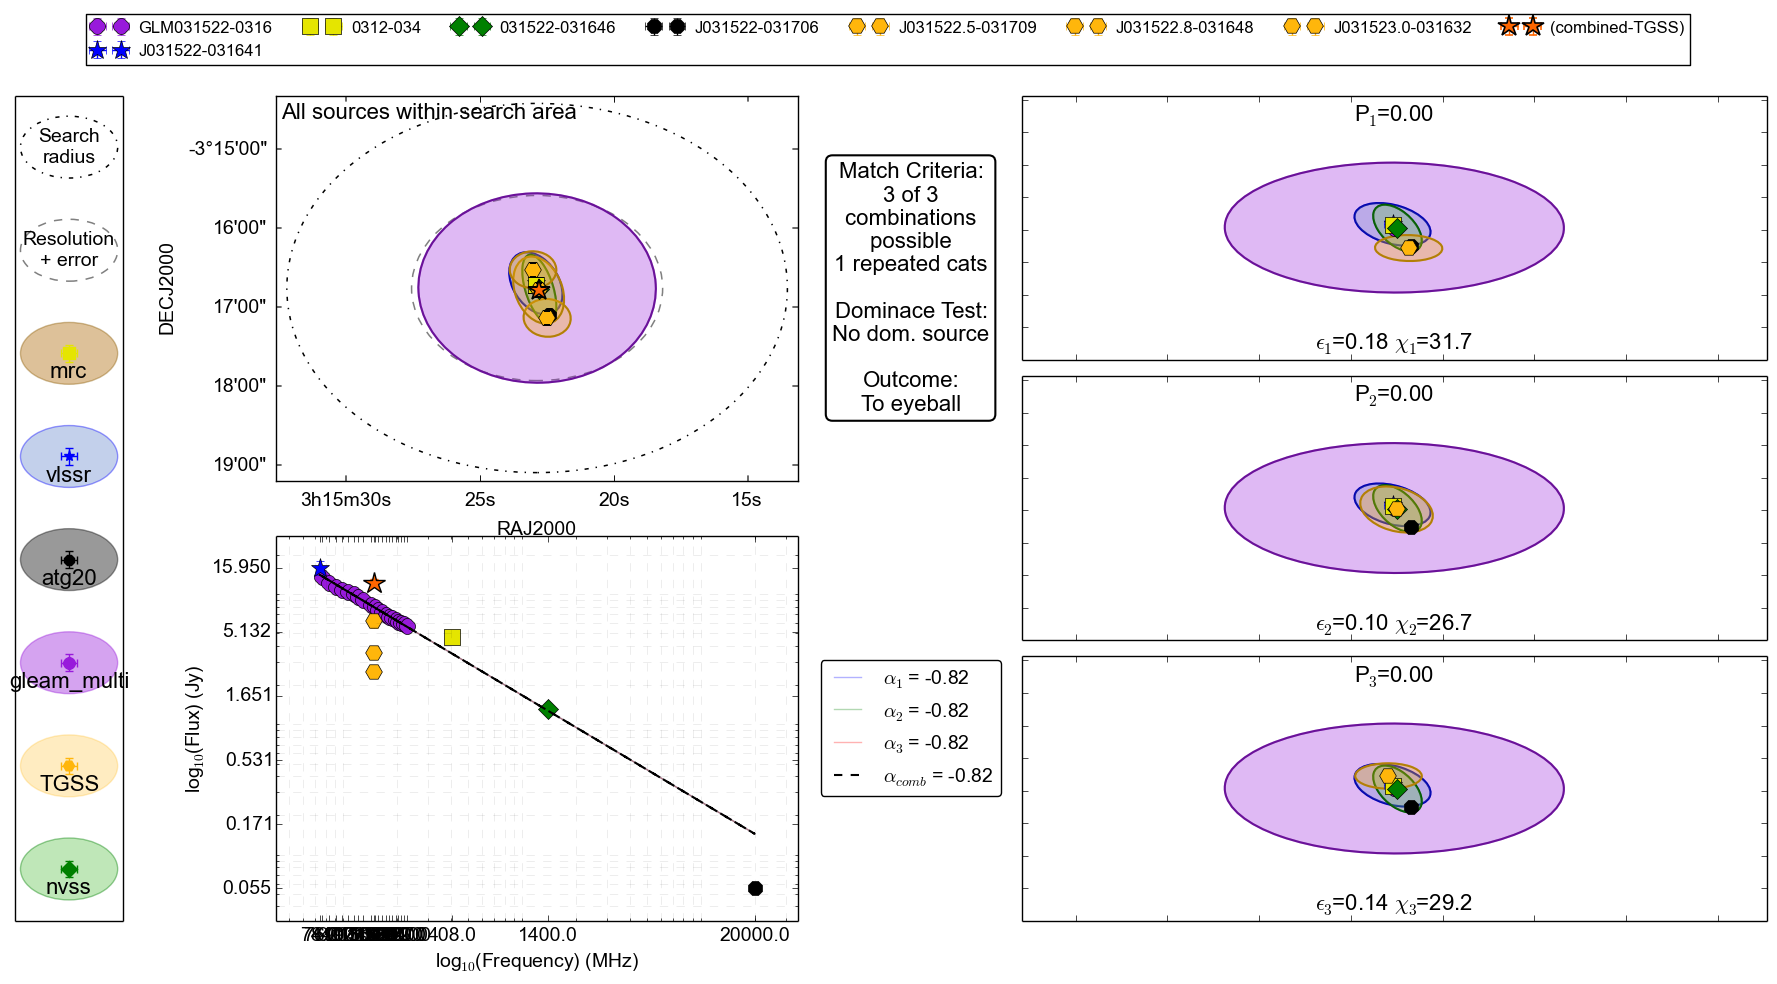 GLM031522-0316 0312-034 031522-031646 J031522-031706 J031522.5-031709 J031522.8-031648 J031523.0-031632 (combined-TGSS)
J031522-031641
Search
radius
Resolution
+ error
mrc
vlssr
atg20
gleam_multi
TGSS
nvss
All sources within search area
DECJ2000
-3°15'00"
16'00"
17'00"
18'00"
19'00"
3h15m30s 25s 20s 15s
RAJ2000
log10(Flux) (Jy)
15.950
5.132
1.651
0.531
0.171
0.055
408.0 1400.0 20000.0
log10(Frequency) (MHz)
Match Criteria:
3 of 3
combinations
possible
1 repeated cats
Dominace Test:
No dom. source
Outcome:
To eyeball
α1 = -0.82
α2 = -0.82
α3 = -0.82
αcomb = -0.82
P1=0.00
ϵ1=0.18 χ1=31.7
P2=0.00
ϵ2=0.10 χ2=26.7
P3=0.00
ϵ3=0.14 χ3=29.2